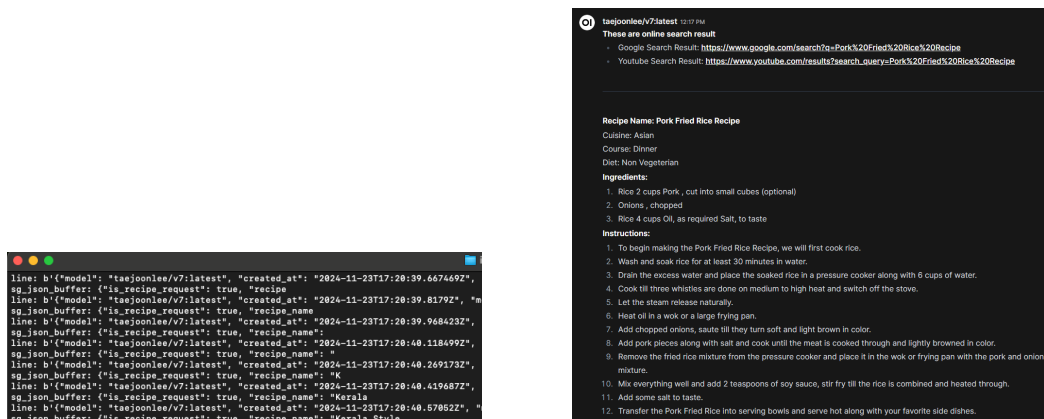 line: b'{"model": "taejoonlee/v7:latest", "created_at": "2024-11-23T17:20:39.667469Z",
sg_json_buffer: {"is_recipe_request": true, "recipe
line: b'{"model": "taejoonlee/v7:latest", "created_at": "2024-11-23T17:20:39.8179Z", "m
sg_json_buffer: {"is_recipe_request": true, "recipe_name
line: b'{"model": "taejoonlee/v7:latest", "created_at": "2024-11-23T17:20:39.968423Z",
sg_json_buffer: {"is_recipe_request": true, "recipe_name":
line: b'{"model": "taejoonlee/v7:latest", "created_at": "2024-11-23T17:20:40.118499Z",
sg_json_buffer: {"is_recipe_request": true, "recipe_name": "
line: b'{"model": "taejoonlee/v7:latest", "created_at": "2024-11-23T17:20:40.269173Z",
sg_json_buffer: {"is_recipe_request": true, "recipe_name": "K
line: b'{"model": "taejoonlee/v7:latest", "created_at": "2024-11-23T17:20:40.419687Z",
sg_json_buffer: {"is_recipe_request": true, "recipe_name": "Kerala
line: b'{"model": "taejoonlee/v7:latest", "created_at": "2024-11-23T17:20:40.57052Z", "
sg_json_buffer: {"is_recipe_request": true, "recipe_name": "Kerala Style
OI taejoonlee/v7:latest 12:17 PM
These are online search result
Google Search Result: https://www.google.com/search?q=Pork%20Fried%20Rice%20Recipe
Youtube Search Result: https://www.youtube.com/results?search_query=Pork%20Fried%20Rice%20Recipe
Recipe Name: Pork Fried Rice Recipe
Cuisine: Asian
Course: Dinner
Diet: Non Vegeterian
Ingredients:
1. Rice 2 cups Pork , cut into small cubes (optional)
2. Onions , chopped
3. Rice 4 cups Oil, as required Salt, to taste
Instructions:
1. To begin making the Pork Fried Rice Recipe, we will first cook rice.
2. Wash and soak rice for at least 30 minutes in water.
3. Drain the excess water and place the soaked rice in a pressure cooker along with 6 cups of water.
4. Cook till three whistles are done on medium to high heat and switch off the stove.
5. Let the steam release naturally.
6. Heat oil in a wok or a large frying pan.
7. Add chopped onions, saute till they turn soft and light brown in color.
8. Add pork pieces along with salt and cook until the meat is cooked through and lightly browned in color.
9. Remove the fried rice mixture from the pressure cooker and place it in the wok or frying pan with the pork and onion
mixture.
10. Mix everything well and add 2 teaspoons of soy sauce, stir fry till the rice is combined and heated through.
11. Add some salt to taste.
12. Transfer the Pork Fried Rice into serving bowls and serve hot along with your favorite side dishes.